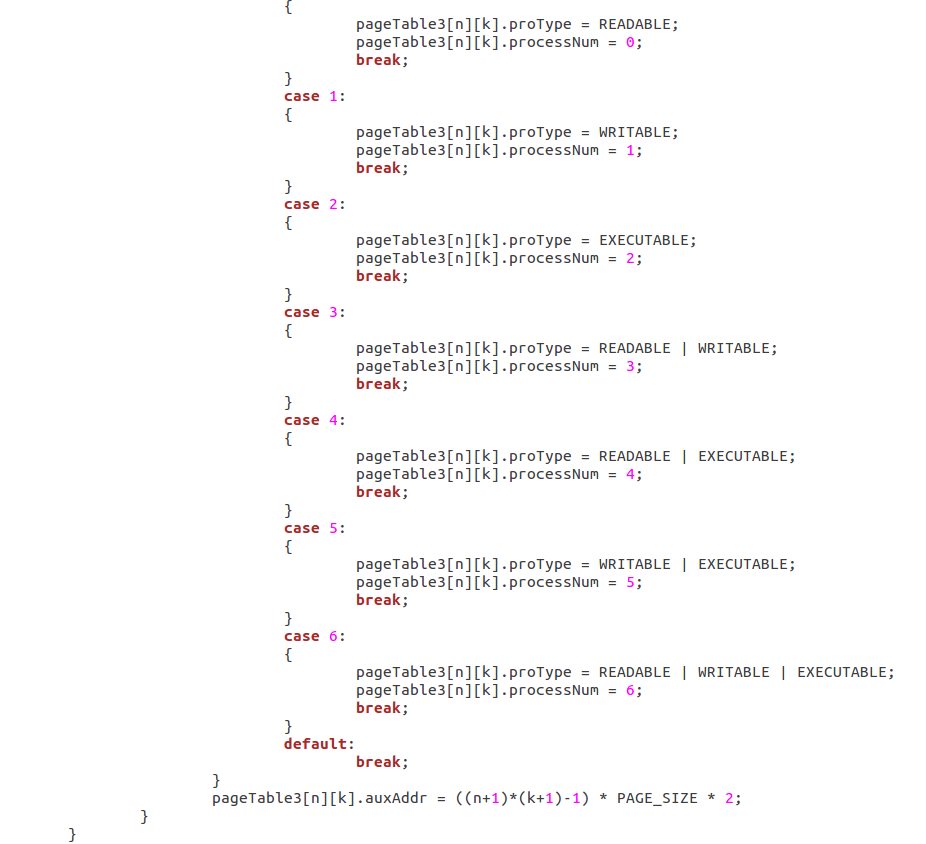 {
pageTable3[n][k].proType = READABLE;
pageTable3[n][k].processNum = 0;
break;
}
case 1:
{
pageTable3[n][k].proType = WRITABLE;
pageTable3[n][k].processNum = 1;
break;
}
case 2:
{
pageTable3[n][k].proType = EXECUTABLE;
pageTable3[n][k].processNum = 2;
break;
}
case 3:
{
pageTable3[n][k].proType = READABLE | WRITABLE;
pageTable3[n][k].processNum = 3;
break;
}
case 4:
{
pageTable3[n][k].proType = READABLE | EXECUTABLE;
pageTable3[n][k].processNum = 4;
break;
}
case 5:
{
pageTable3[n][k].proType = WRITABLE | EXECUTABLE;
pageTable3[n][k].processNum = 5;
break;
}
case 6:
{
pageTable3[n][k].proType = READABLE | WRITABLE | EXECUTABLE;
pageTable3[n][k].processNum = 6;
break;
}
default:
break;
}
pageTable3[n][k].auxAddr = ((n+1)*(k+1)-1) * PAGE_SIZE * 2;
}
}